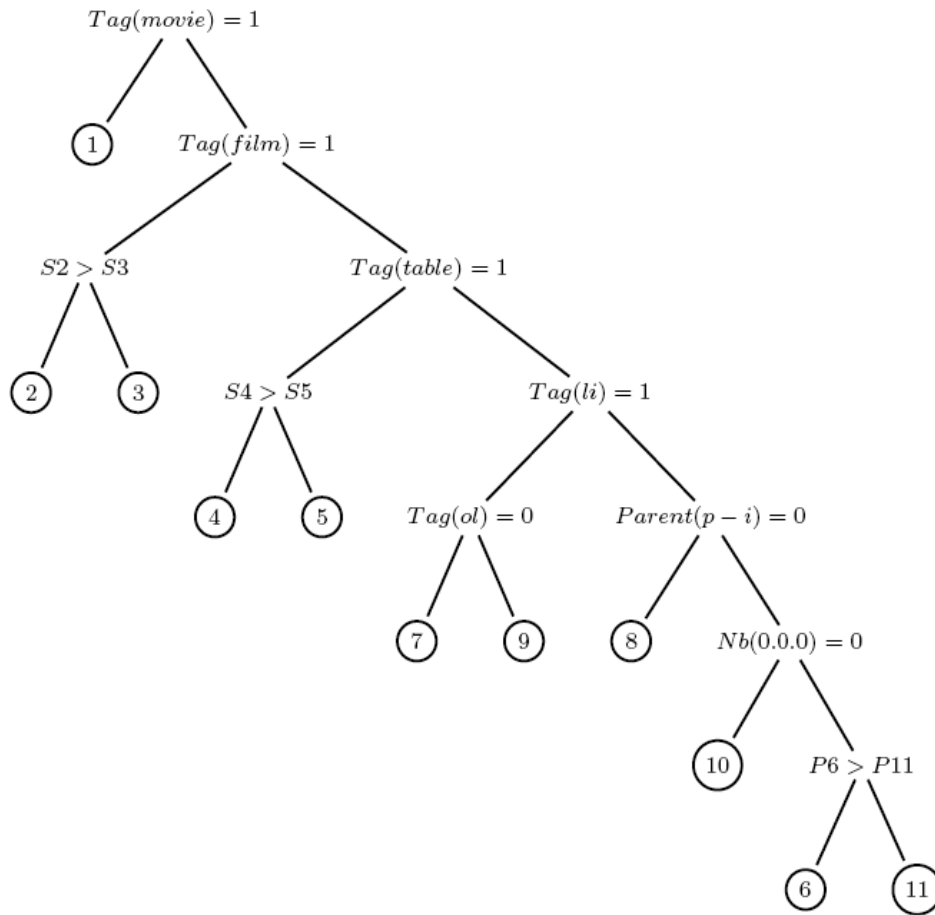 Tag(movie) = 1
1
Tag(film) = 1
S2 > S3
Tag(table) = 1
2
3
S4 > S5
Tag(li) = 1
4
5
Tag(ol) = 0
Parent(p − i) = 0
7
9
8
Nb(0.0.0) = 0
10
P6 > P11
6
11